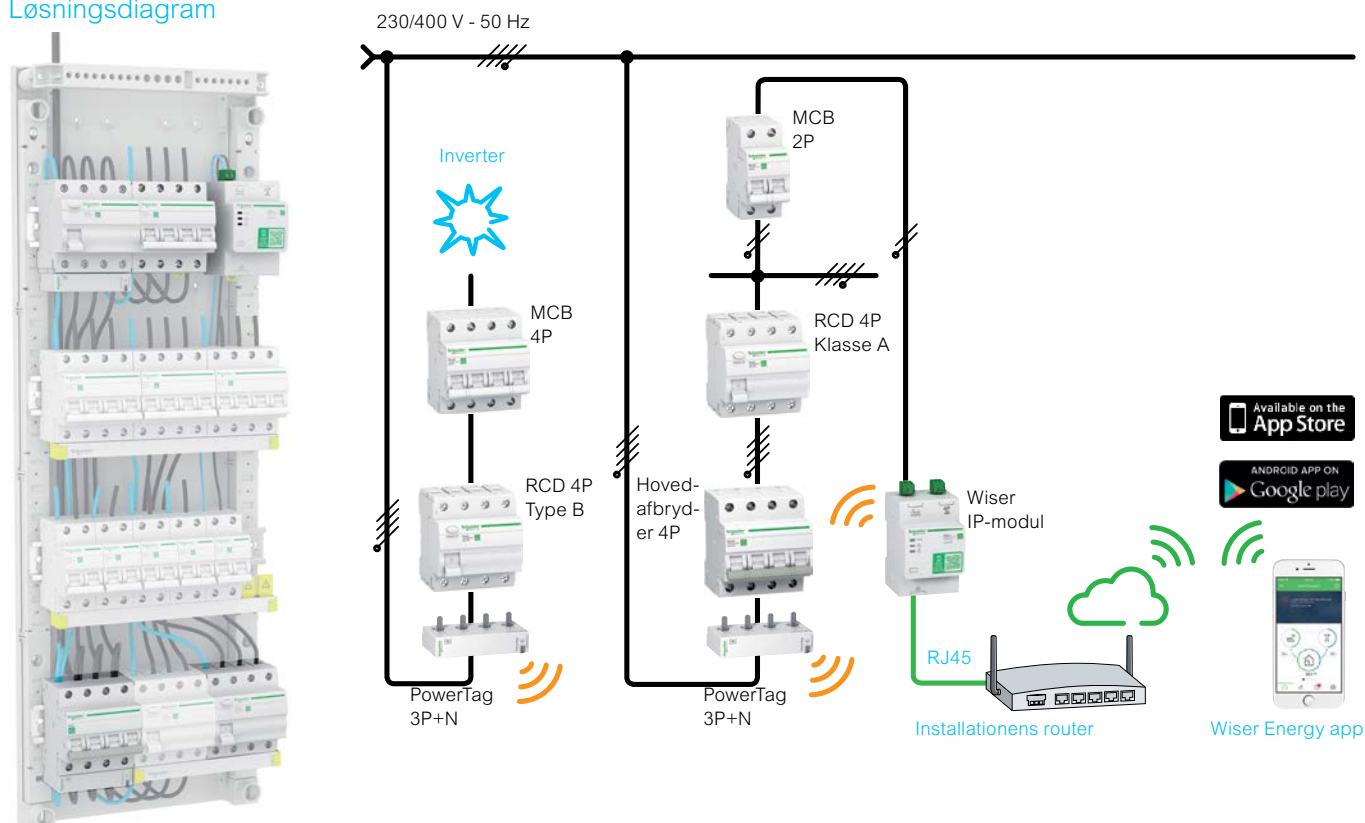 Løsningsdiagram
230/400 V - 50 Hz
MCB
2P
Inverter
MCB
4P
RCD 4P
Klasse A
RCD 4P
Type B
Hoved-
afbryd-
er 4P
Wiser
IP-modul
Available on the
App Store
ANDROID APP ON
Google play
RJ45
PowerTag
3P+N
PowerTag
3P+N
Installationens router
Wiser Energy app